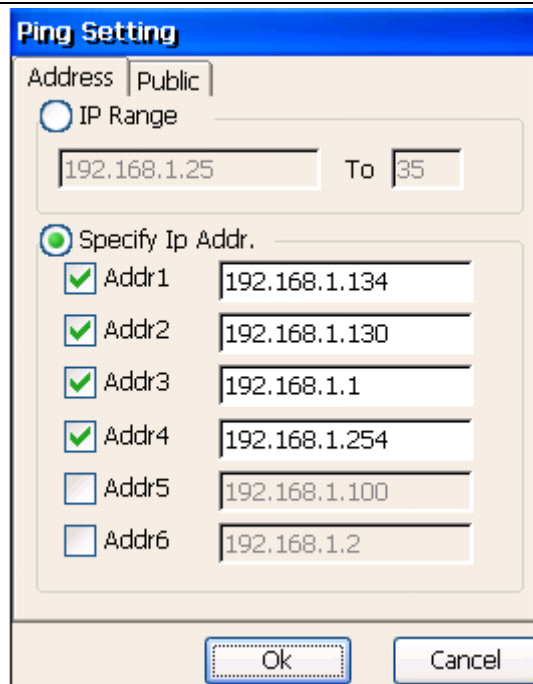 Ping Setting
Address Public
IP Range
192.168.1.25 To 35
Specify Ip Addr.
Addr1 192.168.1.134
Addr2 192.168.1.130
Addr3 192.168.1.1
Addr4 192.168.1.254
Addr5 192.168.1.100
Addr6 192.168.1.2
Ok Cancel